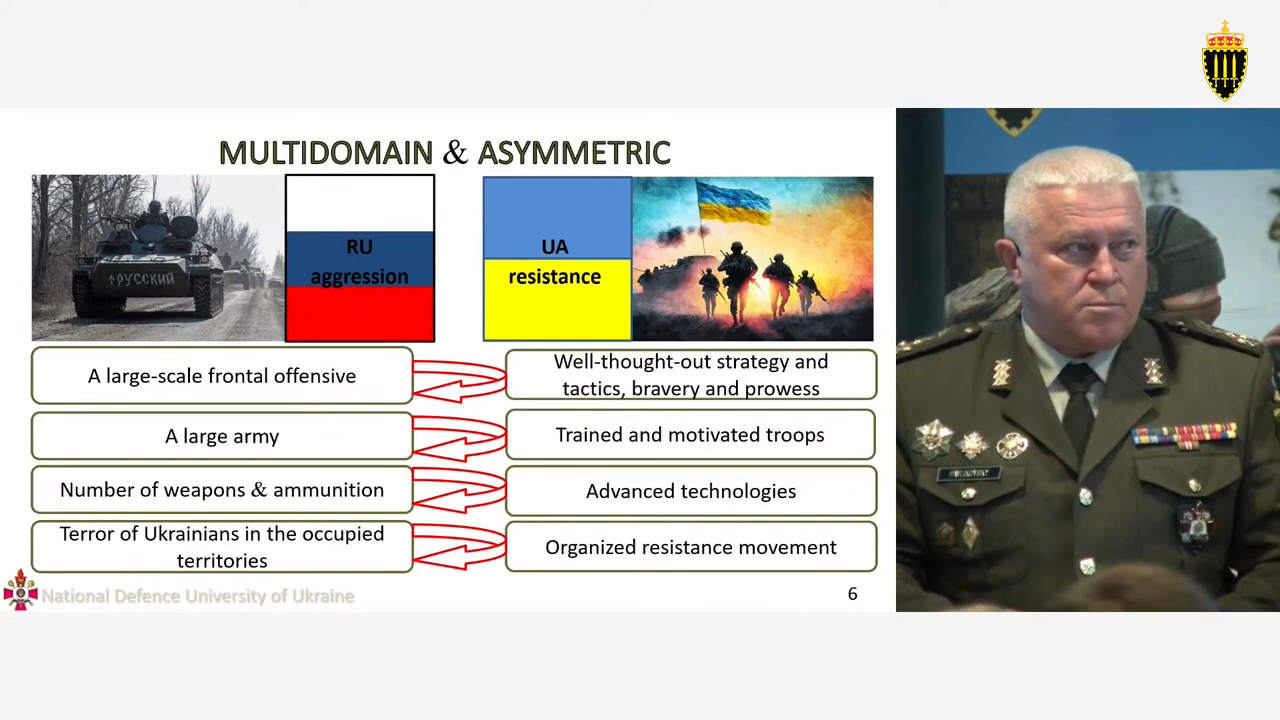 MULTIDOMAIN & ASYMMETRIC
RU
aggression
UA
resistance
РУССКИЙ
A large-scale frontal offensive
Well-thought-out strategy and
tactics, bravery and prowess
A large army
Trained and motivated troops
Number of weapons & ammunition
Advanced technologies
Terror of Ukrainians in the occupied
territories
Organized resistance movement
National Defence University of Ukraine
6